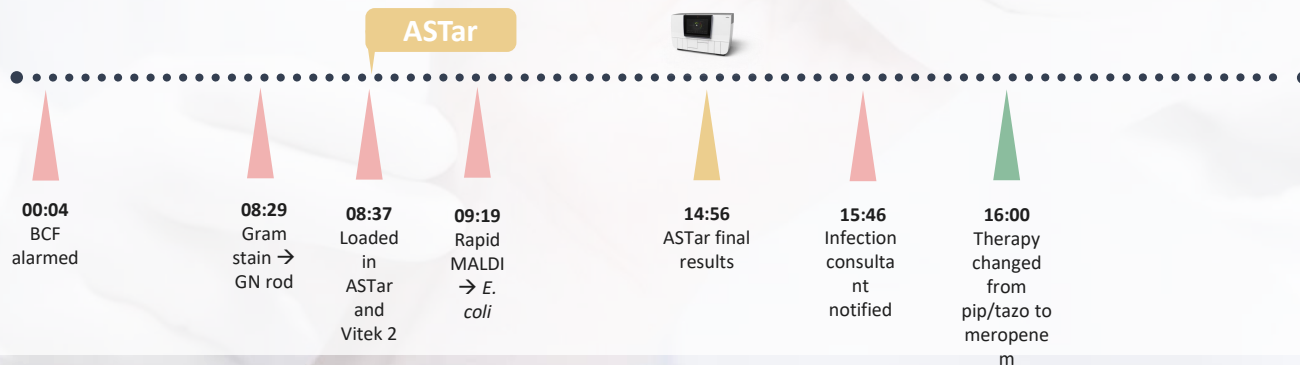 ASTar
00:04
BCF
alarmed
08:29
Gram
stain →
GN rod
08:37
Loaded
in
ASTar
and
Vitek 2
09:19
Rapid
MALDI
→ E.
coli
14:56
ASTar final
results
15:46
Infection
consulta
nt
notified
16:00
Therapy
changed
from
pip/tazo to
meropene
m